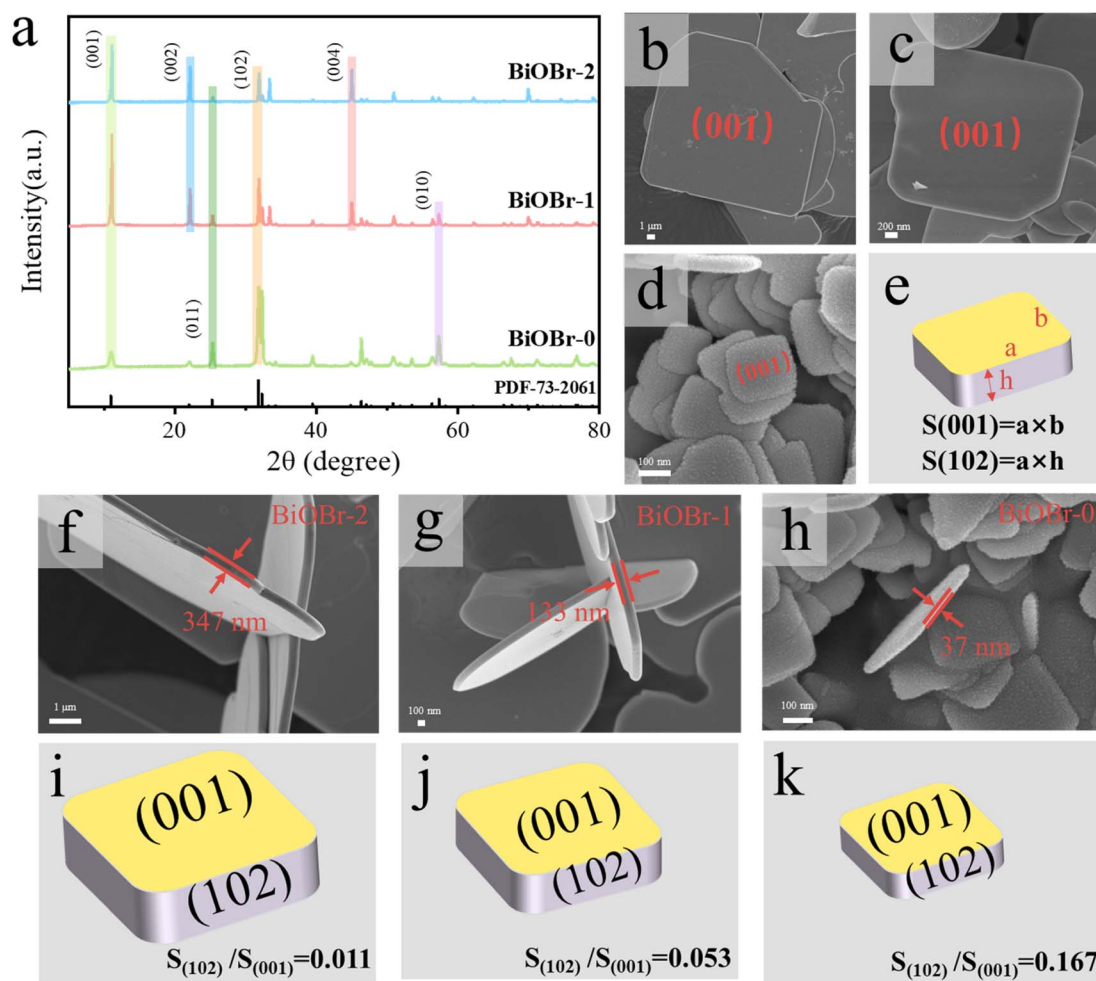 a
(001)
(002)
(102)
(004)
BiOBr-2
BiOBr-1
(010)
(011)
BiOBr-0
PDF-73-2061
Intensity(a.u.)
0
20
40
60
80
2θ (degree)
b
(001)
1 μm
c
(001)
200 nm
d
(001)
100 nm
e
b
a
h
S(001)=a×b
S(102)=a×h
f
BiOBr-2
347 nm
1 μm
g
BiOBr-1
133 nm
100 nm
h
BiOBr-0
37 nm
100 nm
i
(001)
(102)
S(102) /S(001)=0.011
j
(001)
(102)
S(102) /S(001)=0.053
k
(001)
(102)
S(102) /S(001)=0.167